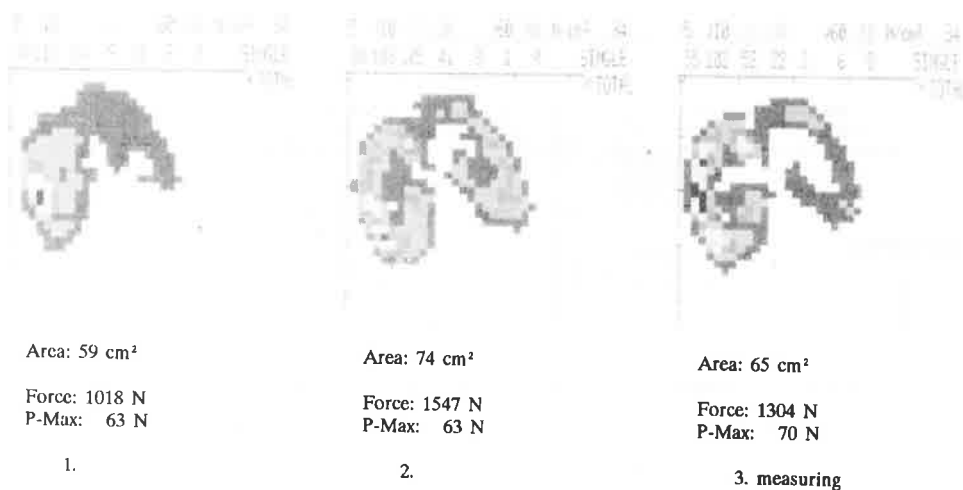 Area: 59 cm²
Force: 1018 N
P-Max: 63 N
1.
Area: 74 cm²
Force: 1547 N
P-Max: 63 N
2.
Area: 65 cm²
Force: 1304 N
P-Max: 70 N
3. measuring